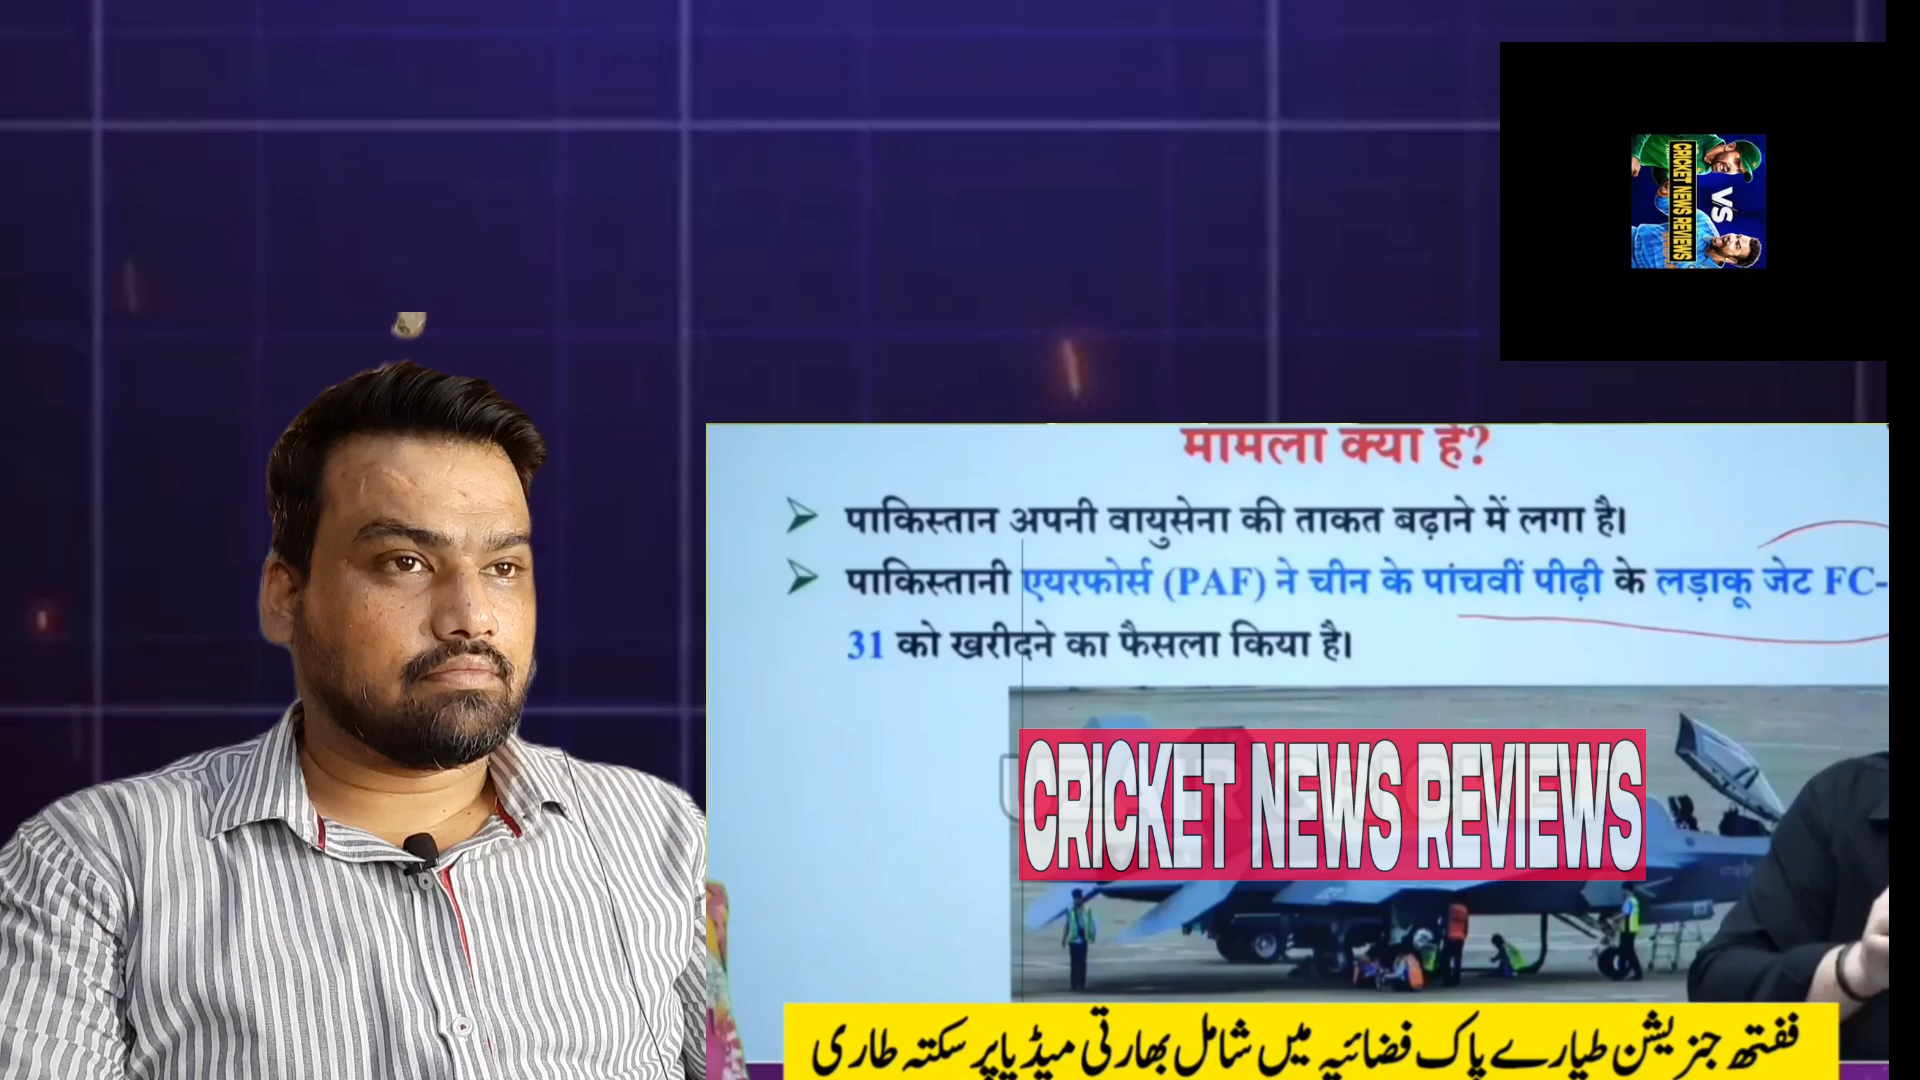 VS
CRICKET NEWS REVIEWS
मामला क्या है?
पाकिस्तान अपनी वायुसेना की ताकत बढ़ाने में लगा है।
पाकिस्तानी एयरफोर्स (PAF) ने चीन के पांचवीं पीढ़ी के लड़ाकू जेट FC-
31 को खरीदने का फैसला किया है।
CRICKET NEWS REVIEWS
ففتھ جنریشن طیارے پاک فضائیہ میں شامل بھارتی میڈیا پر سکتہ طاری